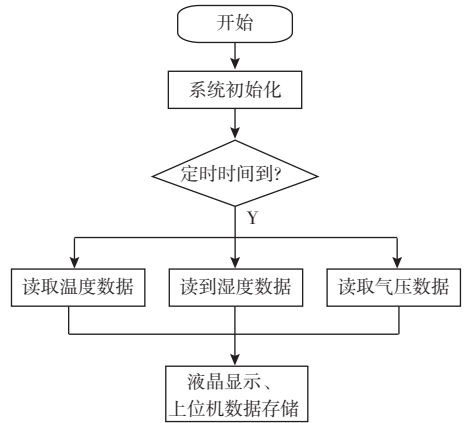 开始
系统初始化
定时时间到?
Y
读取温度数据
读到湿度数据
读取气压数据
液晶显示、
上位机数据存储